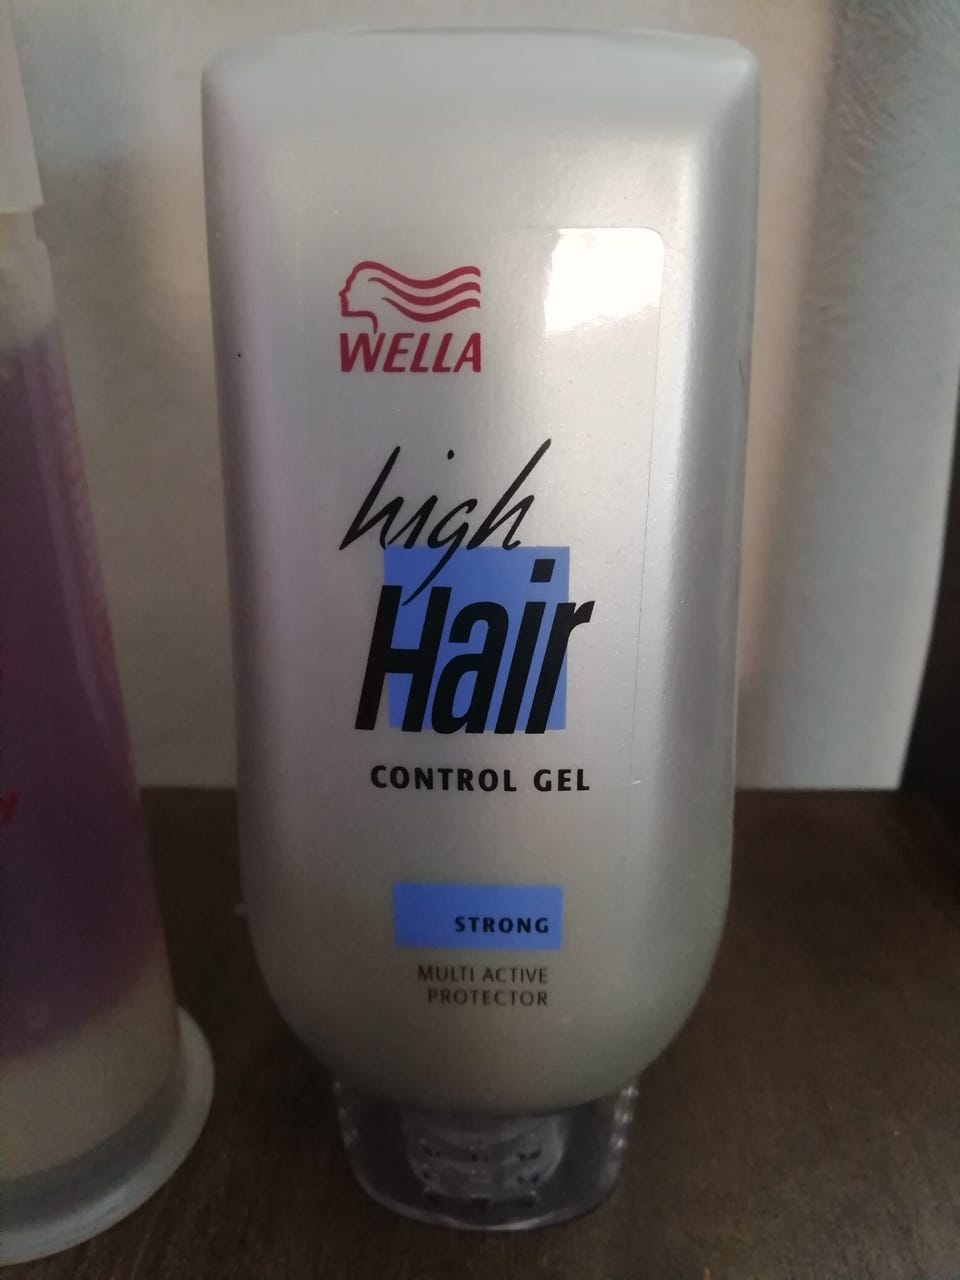 WELLA
high
Hair
CONTROL GEL
STRONG
MULTI ACTIVE
PROTECTOR